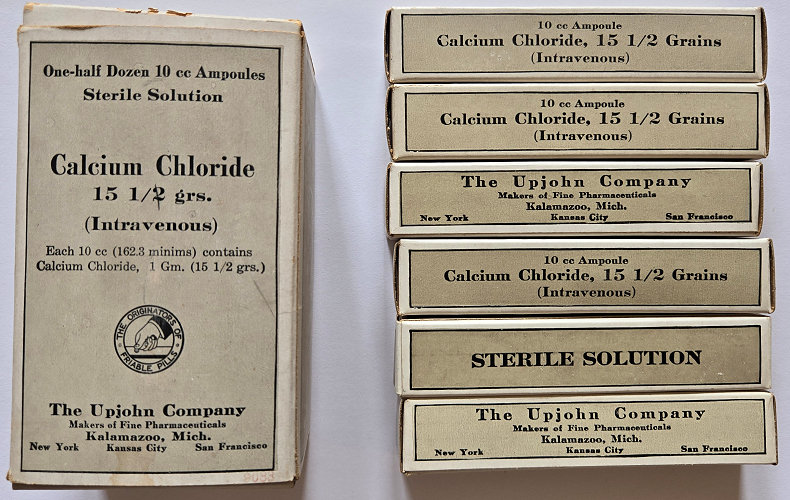 One-half Dozen 10 cc Ampoules
Sterile Solution
Calcium Chloride
15 1/2 grs.
(Intravenous)
Each 10 cc (162.3 minims) contains
Calcium Chloride, 1 Gm. (15 1/2 grs.)
THE ORIGINATORS OF
FRIABLE PILLS
The Upjohn Company
Makers of Fine Pharmaceuticals
Kalamazoo, Mich.
New York Kansas City San Francisco
10 cc Ampoule
Calcium Chloride, 15 1/2 Grains
(Intravenous)
10 cc Ampoule
Calcium Chloride, 15 1/2 Grains
(Intravenous)
The Upjohn Company
Makers of Fine Pharmaceuticals
Kalamazoo, Mich.
New York Kansas City San Francisco
10 cc Ampoule
Calcium Chloride, 15 1/2 Grains
(Intravenous)
STERILE SOLUTION
The Upjohn Company
Makers of Fine Pharmaceuticals
Kalamazoo, Mich.
New York Kansas City San Francisco